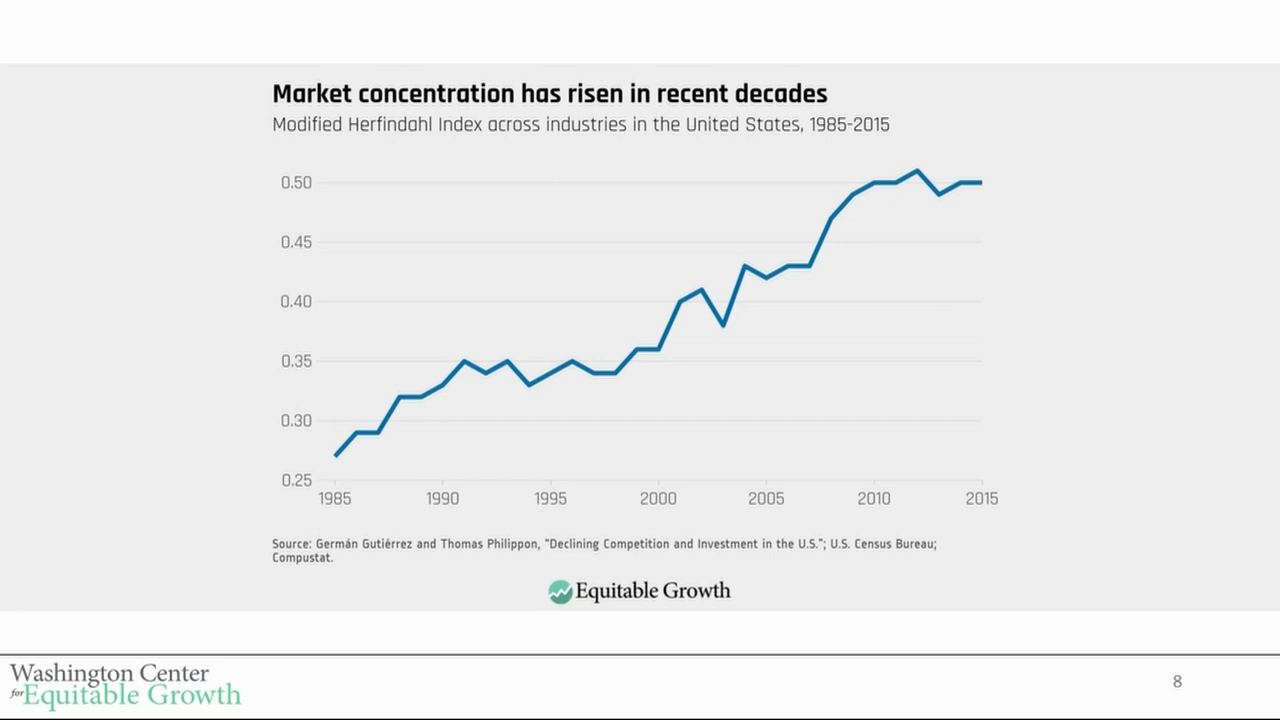 Market concentration has risen in recent decades
Modified Herfindahl Index across industries in the United States, 1985-2015
0.50
0.45
0.40
0.35
0.30
0.25
1985 1990 1995 2000 2005 2010 2015
Source: Germán Gutiérrez and Thomas Philippon, "Declining Competition and Investment in the U.S."; U.S. Census Bureau;
Compustat.
Equitable Growth
Washington Center
for Equitable Growth
8